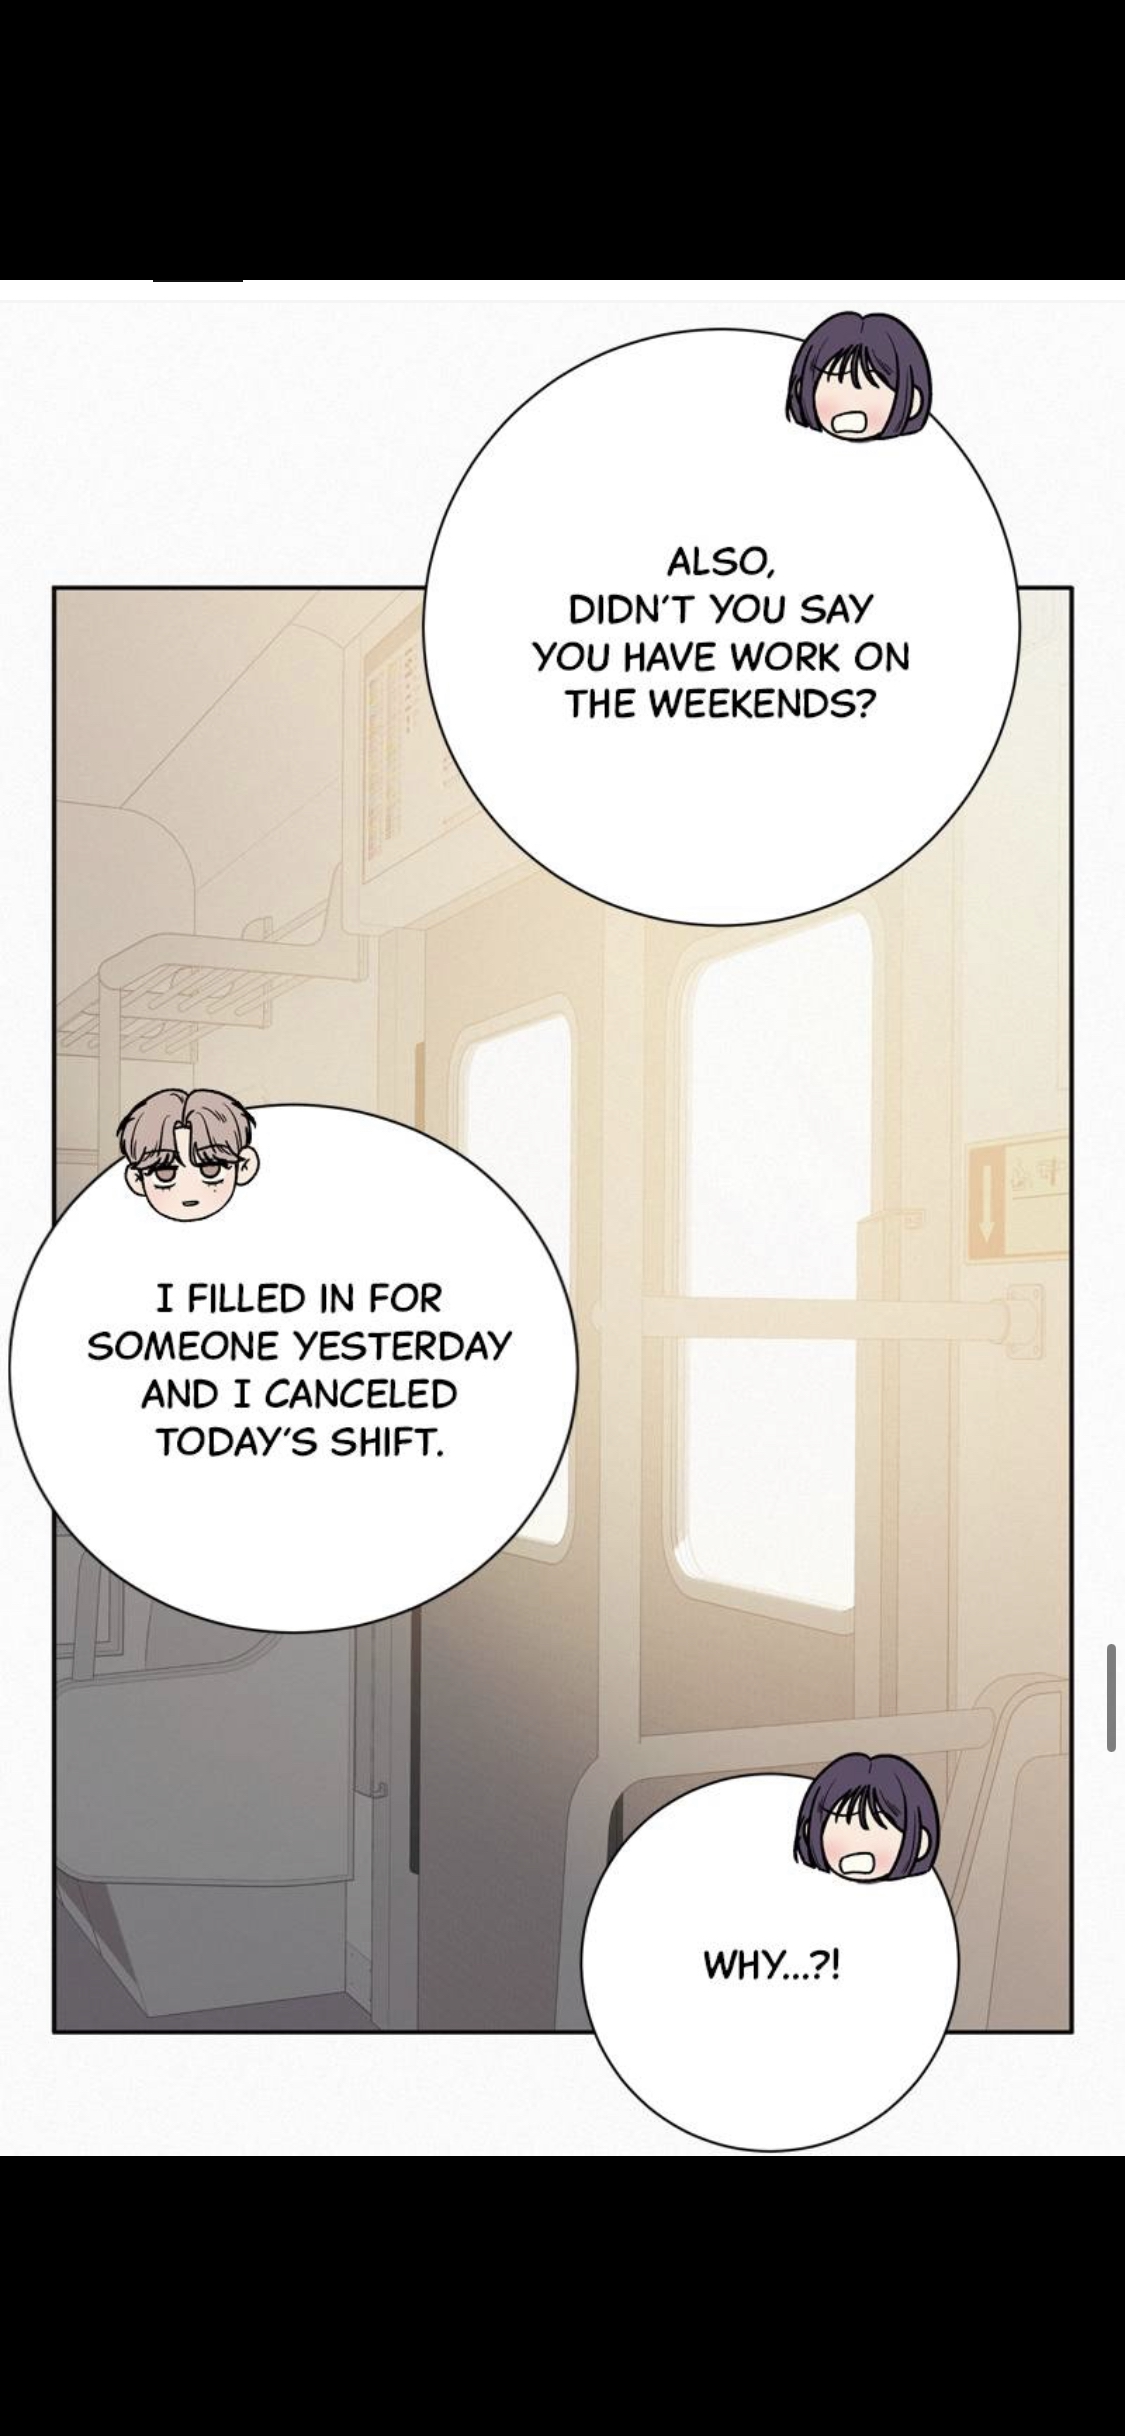 ALSO,
DIDN'T YOU SAY
YOU HAVE WORK ON
THE WEEKENDS?
I FILLED IN FOR
SOMEONE YESTERDAY
AND I CANCELED
TODAY'S SHIFT.
WHY...?!